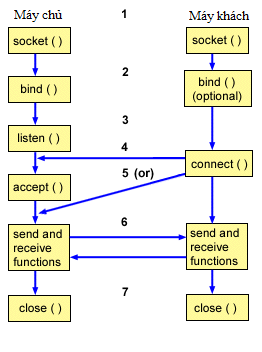 Máy chủ 1 Máy khách
socket ( ) socket ( )
2
bind ( ) bind ( )
(optional)
3
listen ( )
4
connect ( )
5 (or)
accept ( )
6
send and
receive
functions
send and
receive
functions
7
close ( ) close ( )